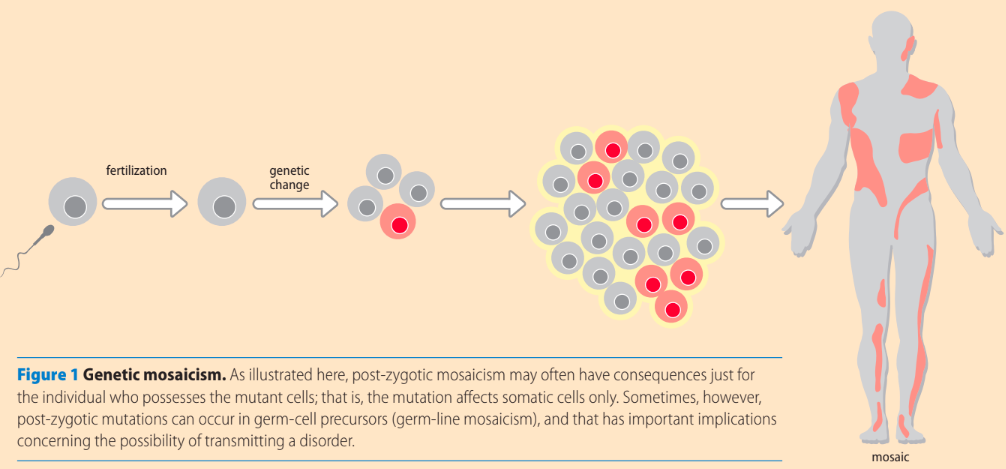 fertilization
genetic
change
Figure 1 Genetic mosaicism. As illustrated here, post-zygotic mosaicism may often have consequences just for
the individual who possesses the mutant cells; that is, the mutation affects somatic cells only. Sometimes, however,
post-zygotic mutations can occur in germ-cell precursors (germ-line mosaicism), and that has important implications
concerning the possibility of transmitting a disorder.
mosaic